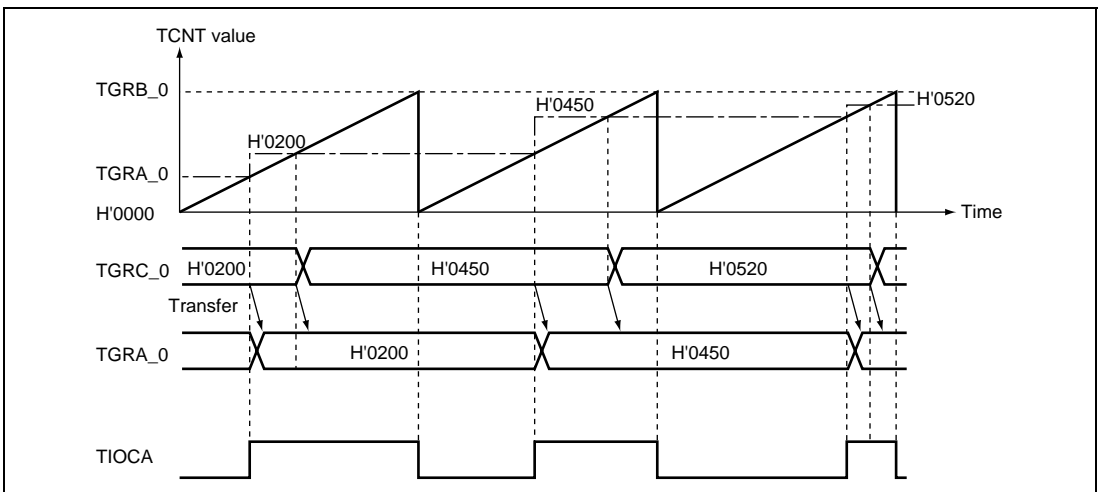 TCNT value
TGRB_0
H'0520
H'0450
H'0200
TGRA_0
H'0000
Time
TGRC_0 H'0200 H'0450 H'0520
Transfer
TGRA_0 H'0200 H'0450
TIOCA